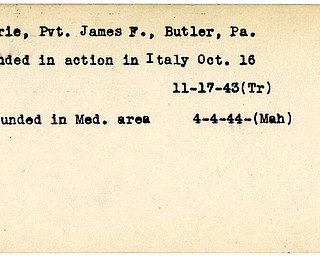 rie, Pvt. James F., Butler, Pa.
nded in action in Italy Oct. 16
11-17-43(Tr)
unded in Med. area 4-4-44-(Mah)